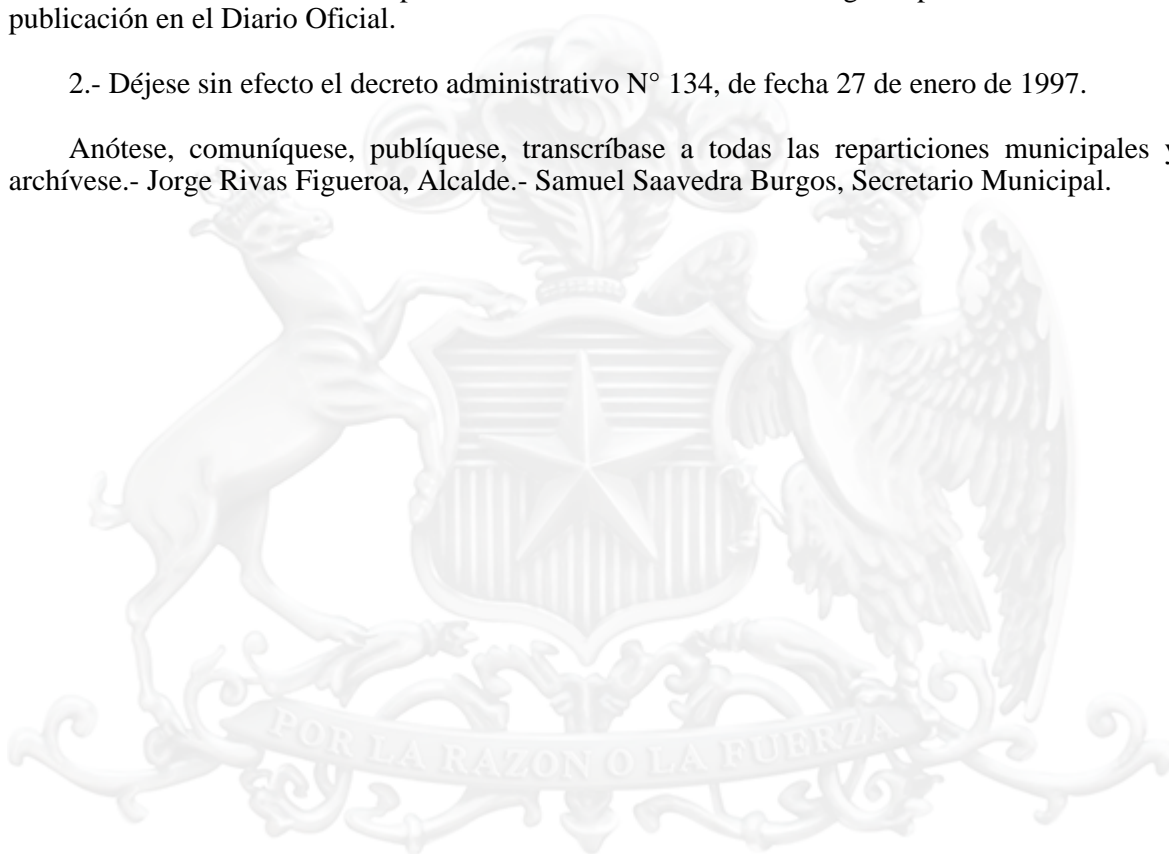 publicación en el Diario Oficial.
2.- Déjese sin efecto el decreto administrativo N° 134, de fecha 27 de enero de 1997.
Anótese, comuníquese, publíquese, transcríbase a todas las reparticiones municipales y
archívese.- Jorge Rivas Figueroa, Alcalde.- Samuel Saavedra Burgos, Secretario Municipal.
POR LA RAZON O LA FUERZA